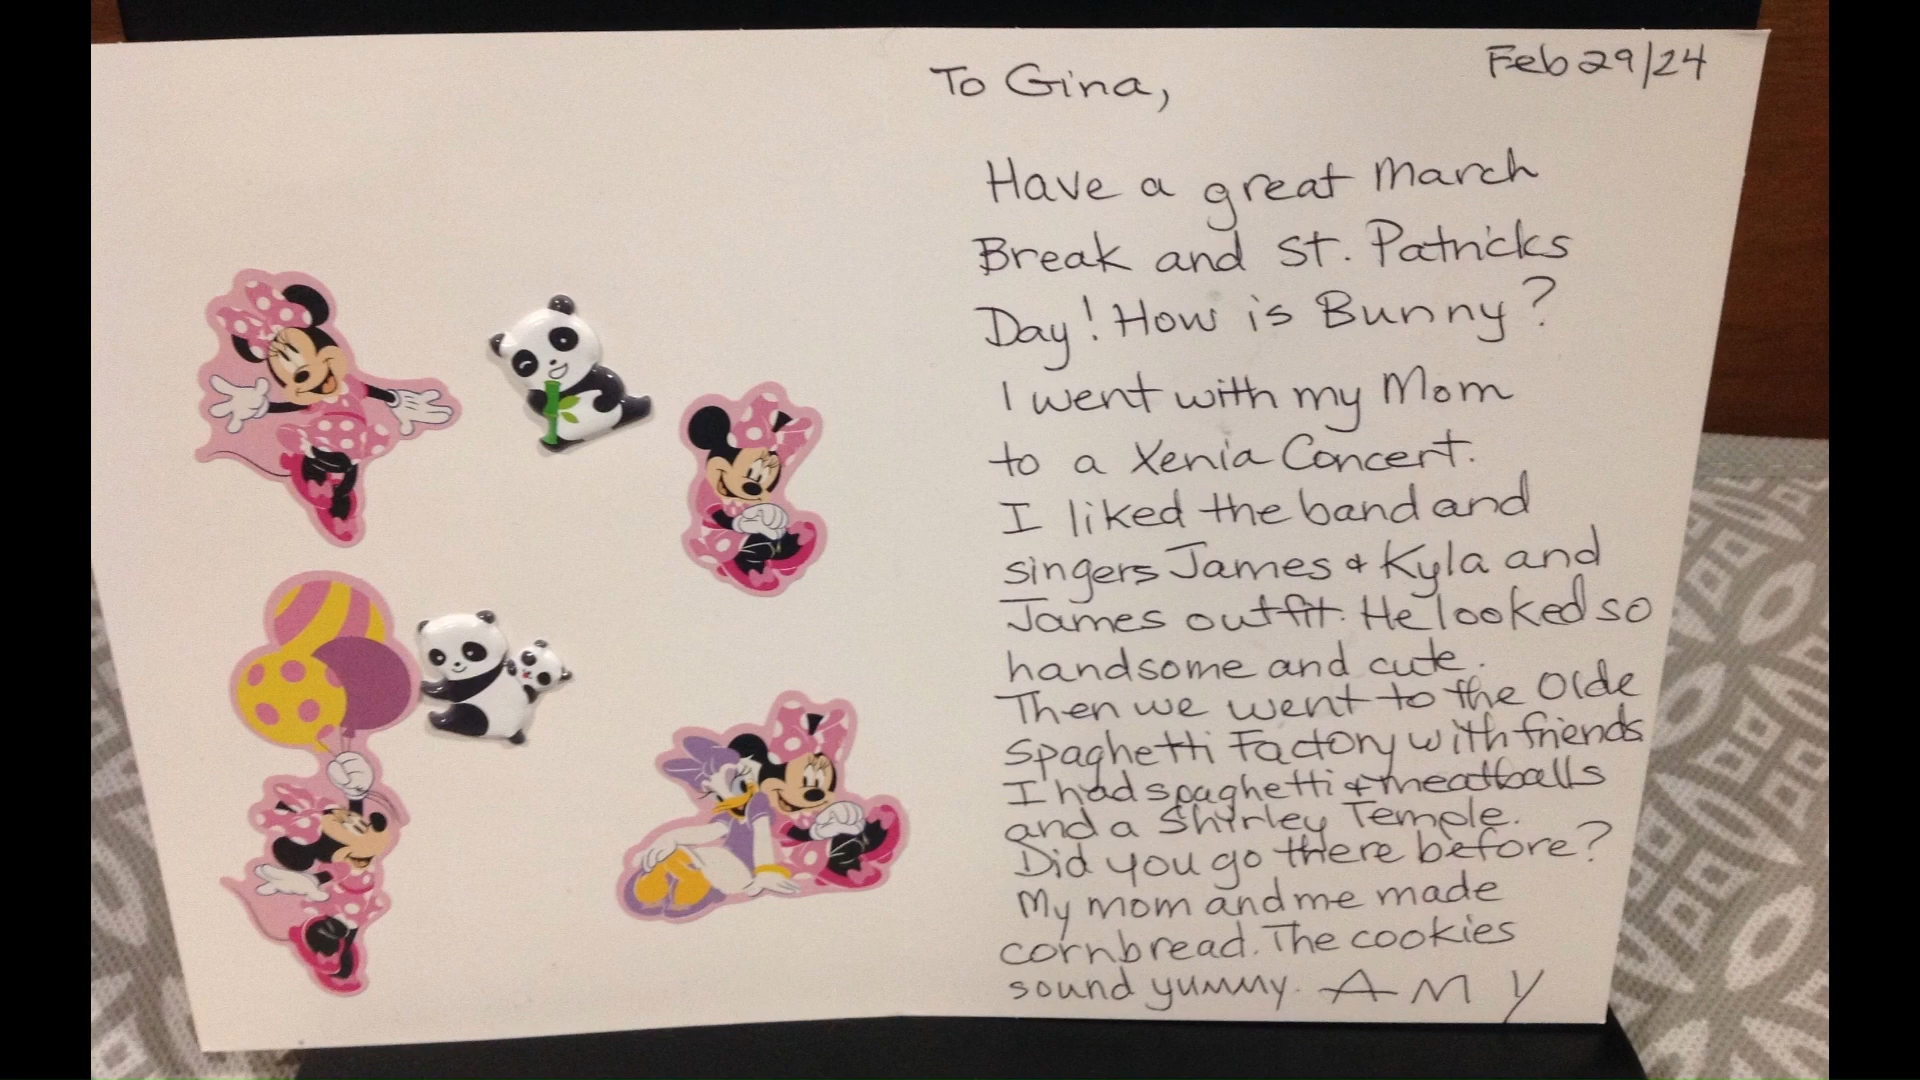 Feb 29/24
To Gina,
Have a great March
Break and St. Patricks
Day! How is Bunny?
I went with my Mom
to a Xenia Concert.
I liked the band and
singers James & Kyla and
James outfit. He looked so
handsome and cute.
Then we went to the Olde
Spaghetti Factory with friends
I had spaghetti & meatballs
and a Shirley Temple.
Did you go there before?
My mom and me made
cornbread. The cookies
sound yummy. AMY